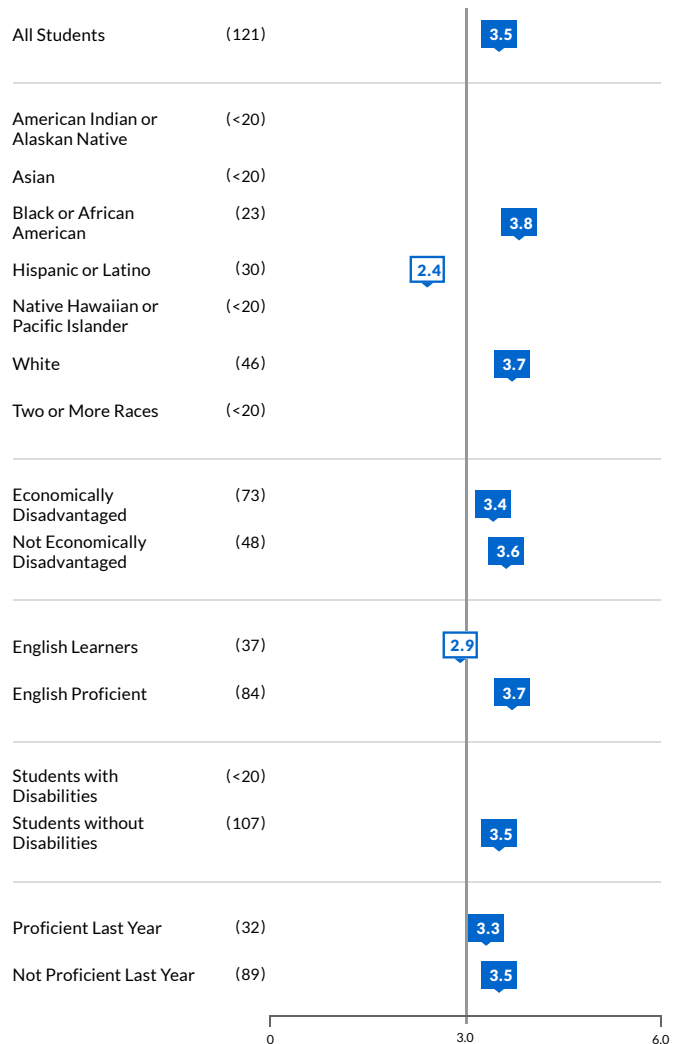 All Students (121) 3.5
American Indian or (<20)
Alaskan Native
Asian (<20)
Black or African (23) 3.8
American
Hispanic or Latino (30) 2.4
Native Hawaiian or (<20)
Pacific Islander
White (46) 3.7
Two or More Races (<20)
Economically (73) 3.4
Disadvantaged
Not Economically (48) 3.6
Disadvantaged
English Learners (37) 2.9
English Proficient (84) 3.7
Students with (<20)
Disabilities
Students without (107) 3.5
Disabilities
Proficient Last Year (32) 3.3
Not Proficient Last Year (89) 3.5
0 3.0 6.0